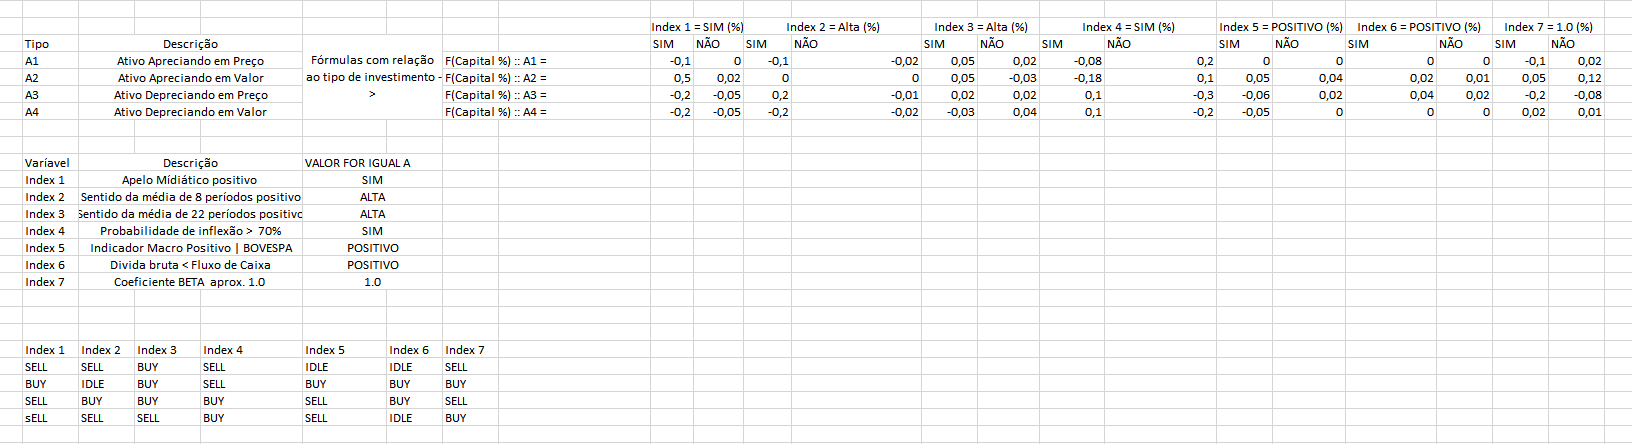 Index 1 = SIM (%) Index 2 = Alta (%) Index 3 = Alta (%) Index 4 = SIM (%) Index 5 = POSITIVO (%) Index 6 = POSITIVO (%) Index 7 = 1.0 (%)
Tipo Descrição SIM NÃO SIM NÃO SIM NÃO SIM NÃO SIM NÃO SIM NÃO SIM NÃO
A1 Ativo Apreciando em Preço Fórmulas com relação F(Capital %) :: A1 = -0,1 0 -0,1 -0,02 0,05 0,02 -0,08 0,2 0 0 0 0 -0,1 0,02
A2 Ativo Apreciando em Valor ao tipo de investimento - F(Capital %) :: A2 = 0,5 0,02 0 0 0,05 -0,03 -0,18 0,1 0,05 0,04 0,02 0,01 0,05 0,12
A3 Ativo Depreciando em Preço > F(Capital %) :: A3 = -0,2 -0,05 0,2 -0,01 0,02 0,02 0,1 -0,3 -0,06 0,02 0,04 0,02 -0,2 -0,08
A4 Ativo Depreciando em Valor F(Capital %) :: A4 = -0,2 -0,05 -0,2 -0,02 -0,03 0,04 0,1 -0,2 -0,05 0 0 0 0,02 0,01
Varíavel Descrição VALOR FOR IGUAL A
Index 1 Apelo Mídiático positivo SIM
Index 2 Sentido da média de 8 períodos positivo ALTA
Index 3 Sentido da média de 22 períodos positivo ALTA
Index 4 Probabilidade de inflexão > 70% SIM
Index 5 Indicador Macro Positivo | BOVESPA POSITIVO
Index 6 Divida bruta < Fluxo de Caixa POSITIVO
Index 7 Coeficiente BETA aprox. 1.0 1.0
Index 1 Index 2 Index 3 Index 4 Index 5 Index 6 Index 7
SELL SELL BUY SELL IDLE IDLE SELL
BUY IDLE BUY SELL BUY BUY BUY
SELL BUY BUY BUY SELL BUY SELL
sELL SELL SELL BUY SELL IDLE BUY